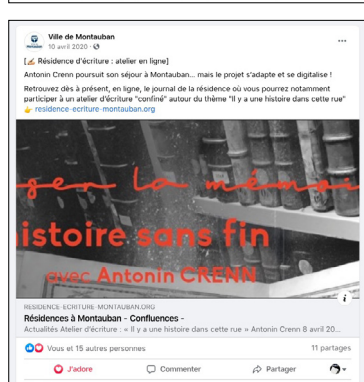 Ville de Montauban
10 avril 2020
[✍️ Résidence d'écriture : atelier en ligne]
Antonin Crenn poursuit son séjour à Montauban... mais le projet s'adapte et se digitalise !
Retrouvez dès à présent, en ligne, le journal de la résidence où vous pourrez notamment
participer à un atelier d'écriture "confiné" autour du thème "Il y a une histoire dans cette rue"
👉 residence-ecriture-montauban.org
ger la mémoi
istoire sans fin
avec Antonin CRENN
RESIDENCE-ECRITURE-MONTAUBAN.ORG
Résidences à Montauban - Confluences -
Actualités Atelier d'écriture : « Il y a une histoire dans cette rue » Antonin Crenn 8 avril 20...
Vous et 15 autres personnes
11 partages
J'adore
Commenter
Partager